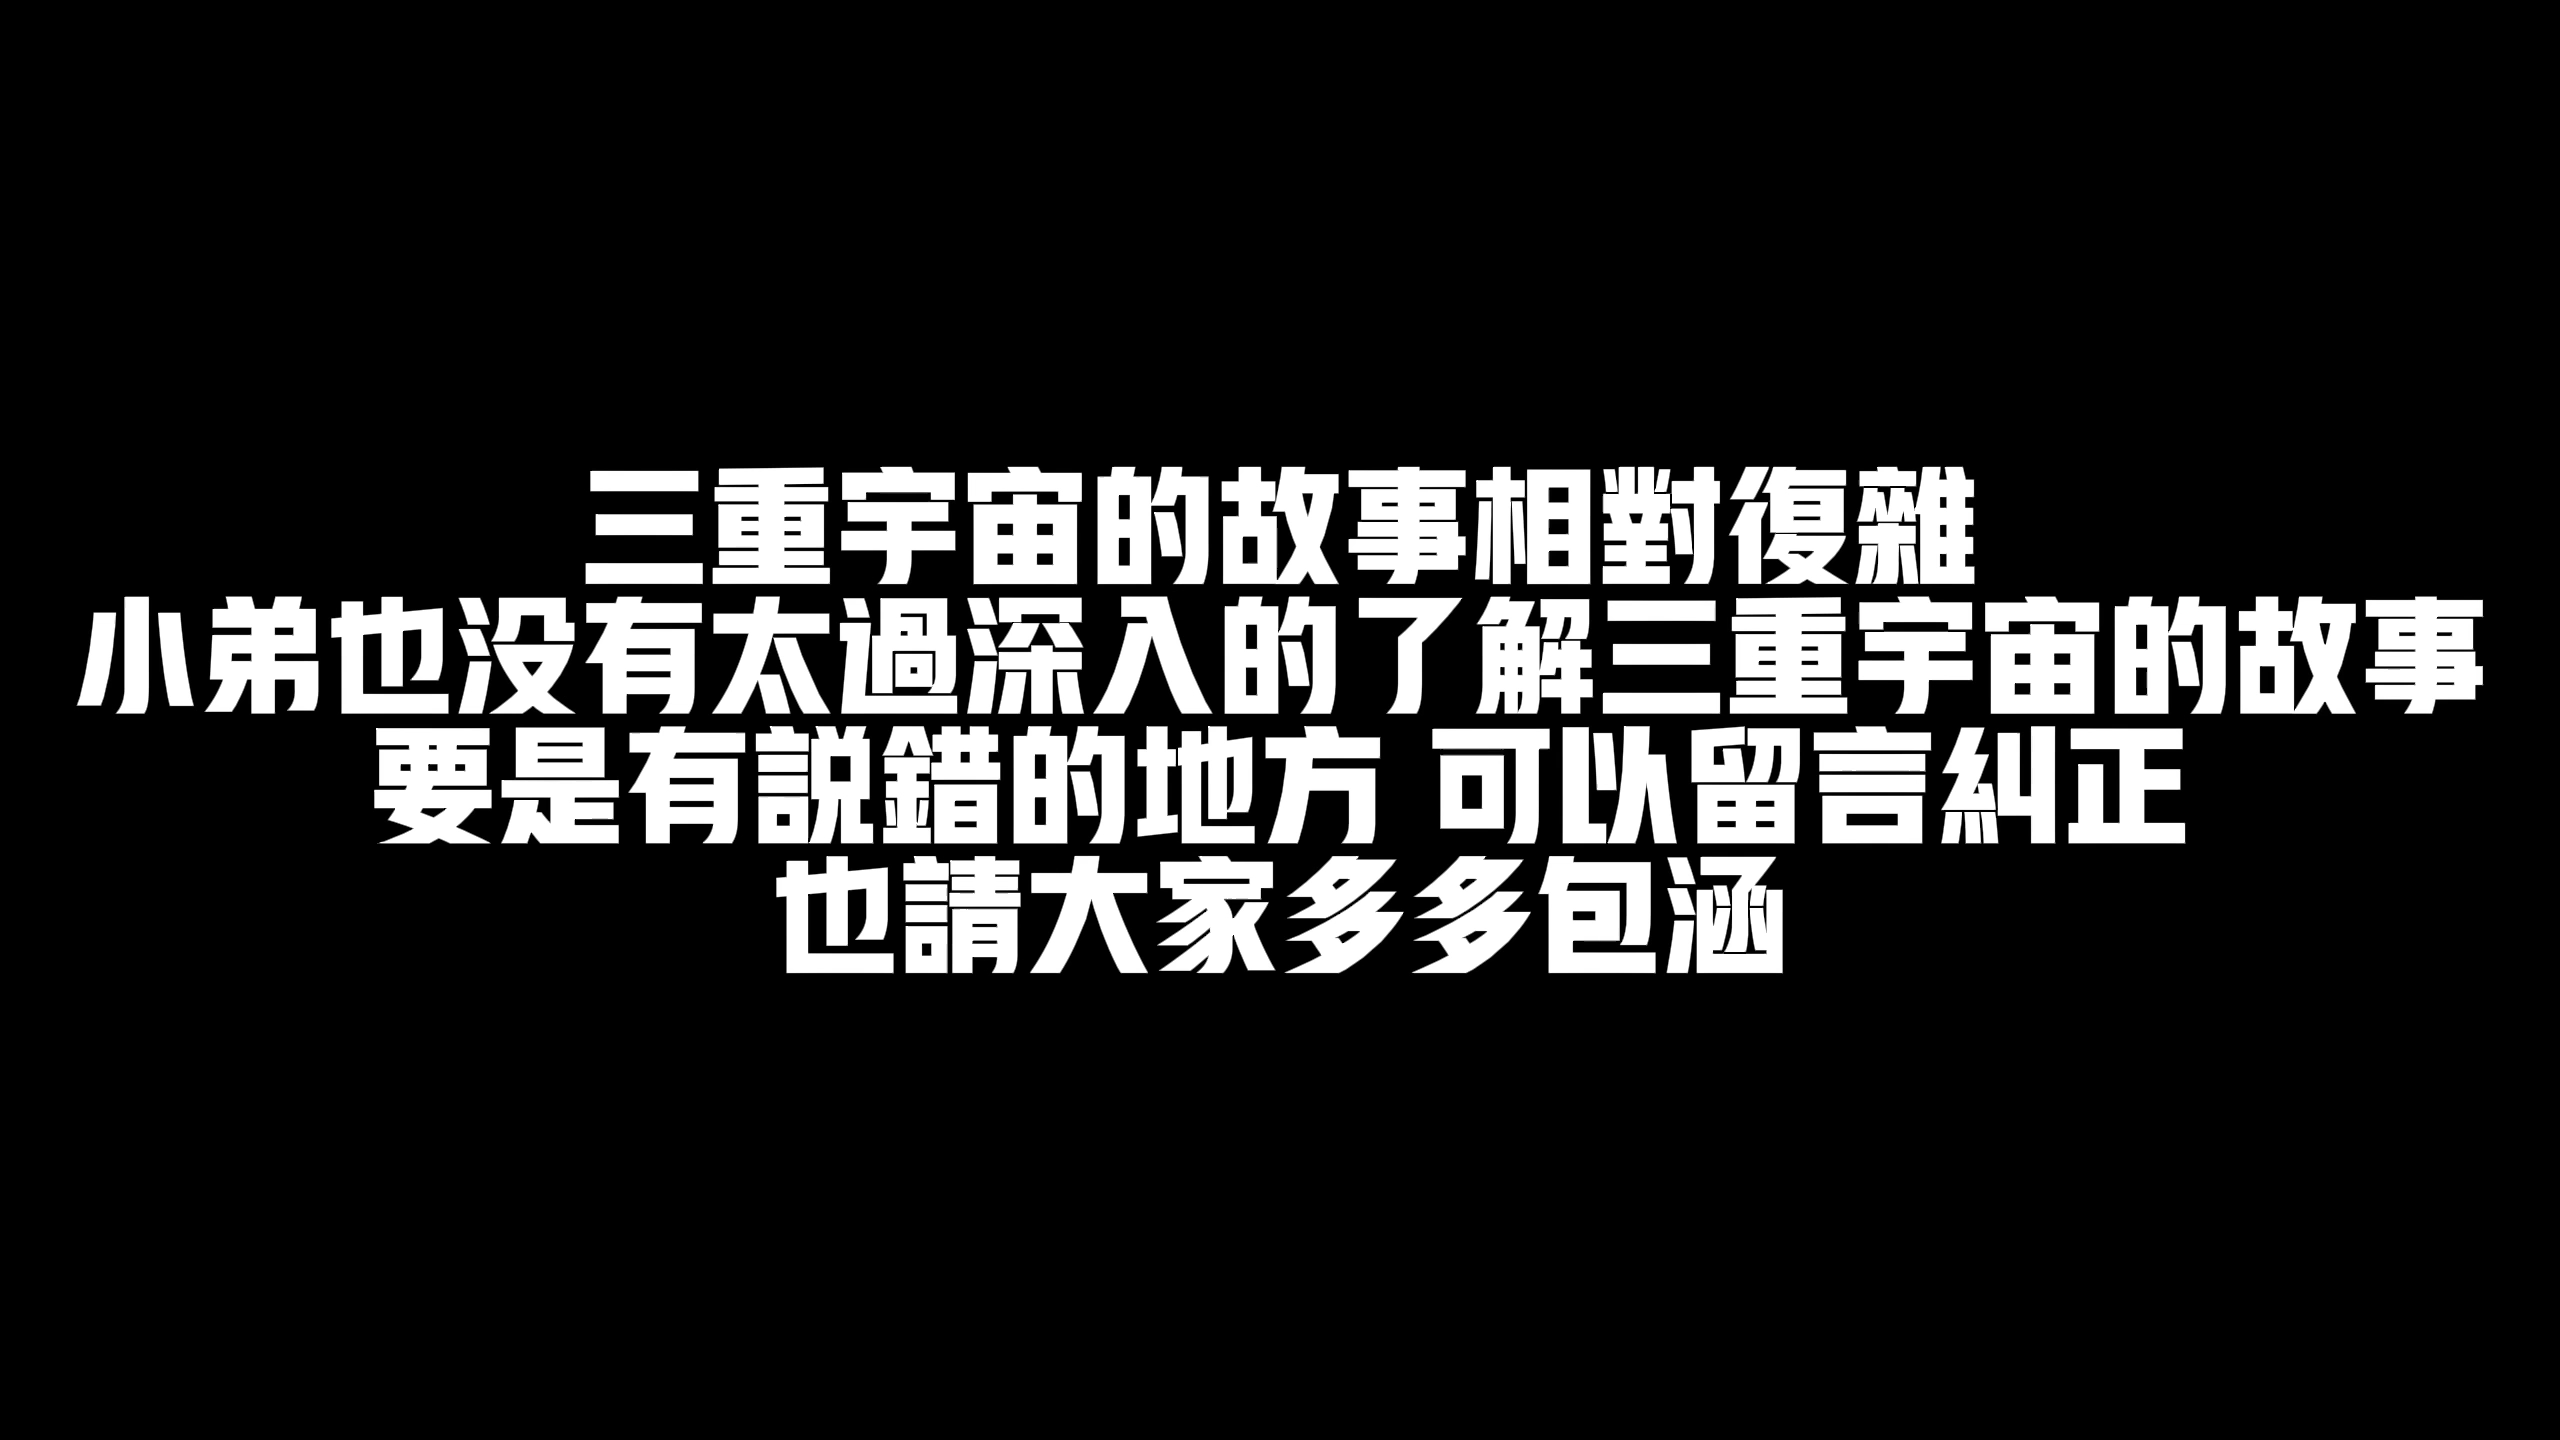 三重宇宙的故事相對復雜
小弟也没有太過深入的了解三重宇宙的故事
要是有説錯的地方 可以留言糾正
也請大家多多包涵